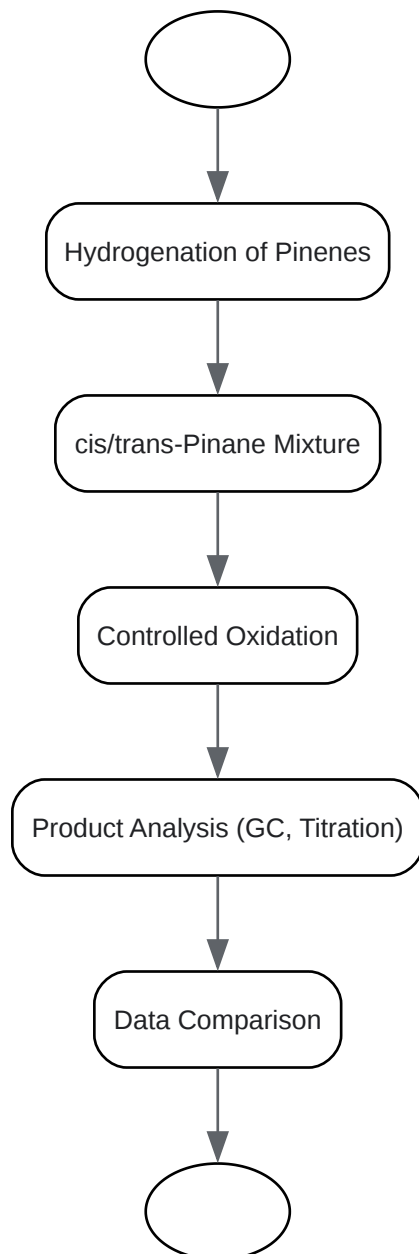 Hydrogenation of Pinenes
cis/trans-Pinane Mixture
Controlled Oxidation
Product Analysis (GC, Titration)
Data Comparison